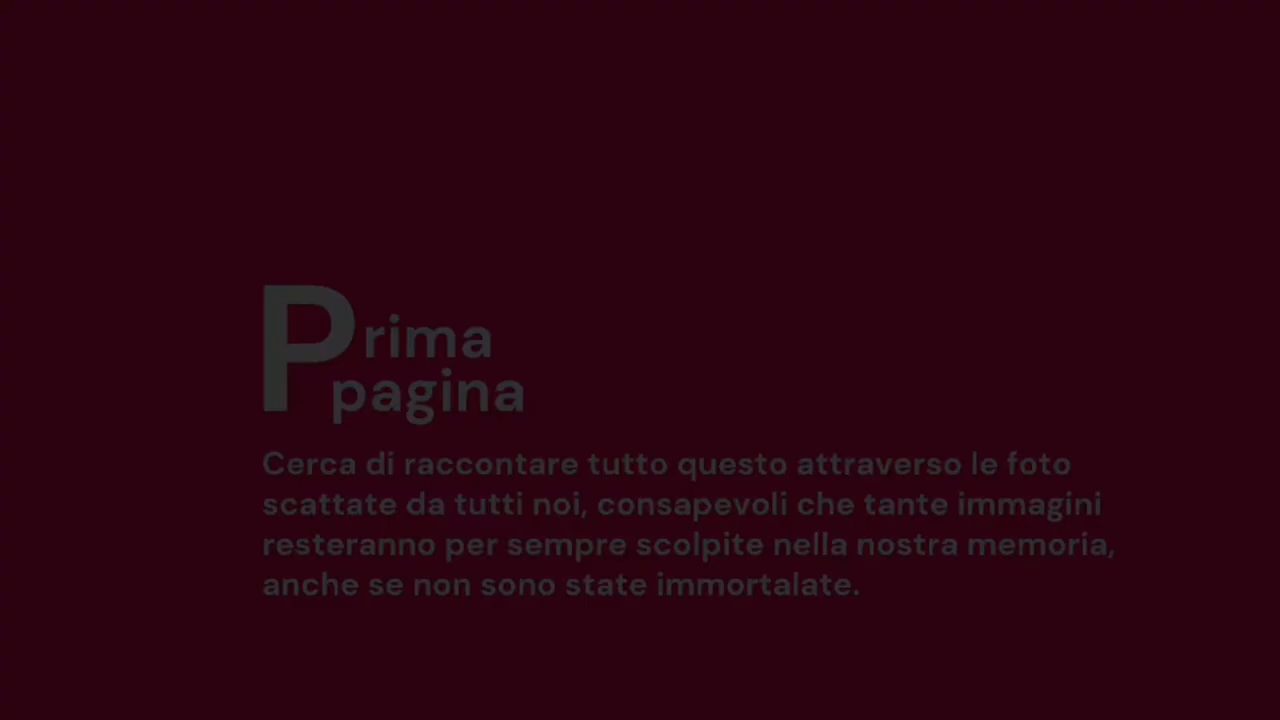 Prima
pagina
Cerca di raccontare tutto questo attraverso le foto
scattate da tutti noi, consapevoli che tante immagini
resteranno per sempre scolpite nella nostra memoria,
anche se non sono state immortalate.